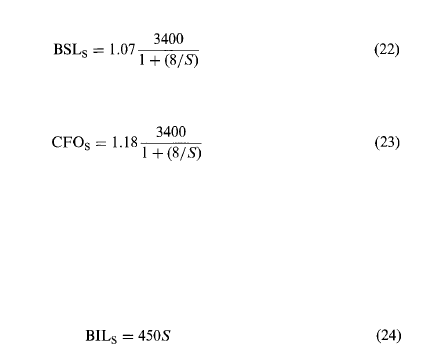 BSL_S = 1.07 3400/(1 + (8/S)) (22)
CFO_S = 1.18 3400/(1 + (8/S)) (23)
BIL_S = 450S (24)